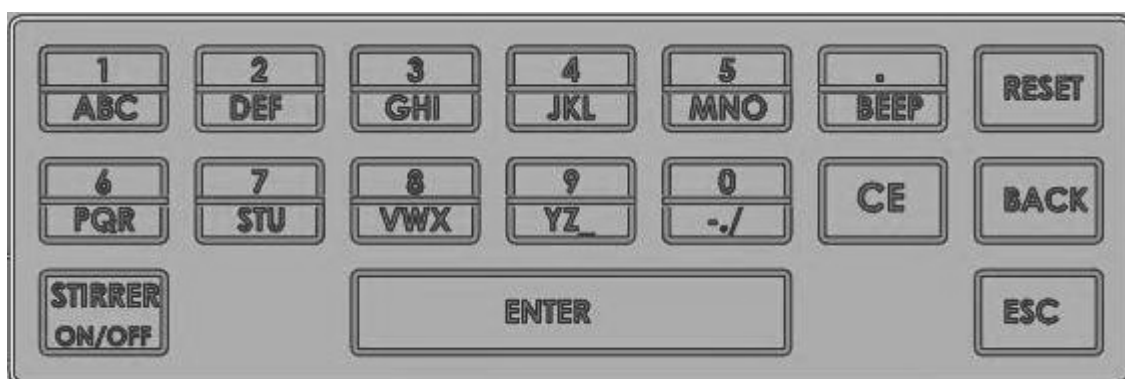 1 2 3 4 5 . RESET
ABC DEF GHI JKL MNO BEEP
6 7 8 9 0 CE BACK
PQR STU VWX YZ_ -./
STIRRER ENTER ESC
ON/OFF